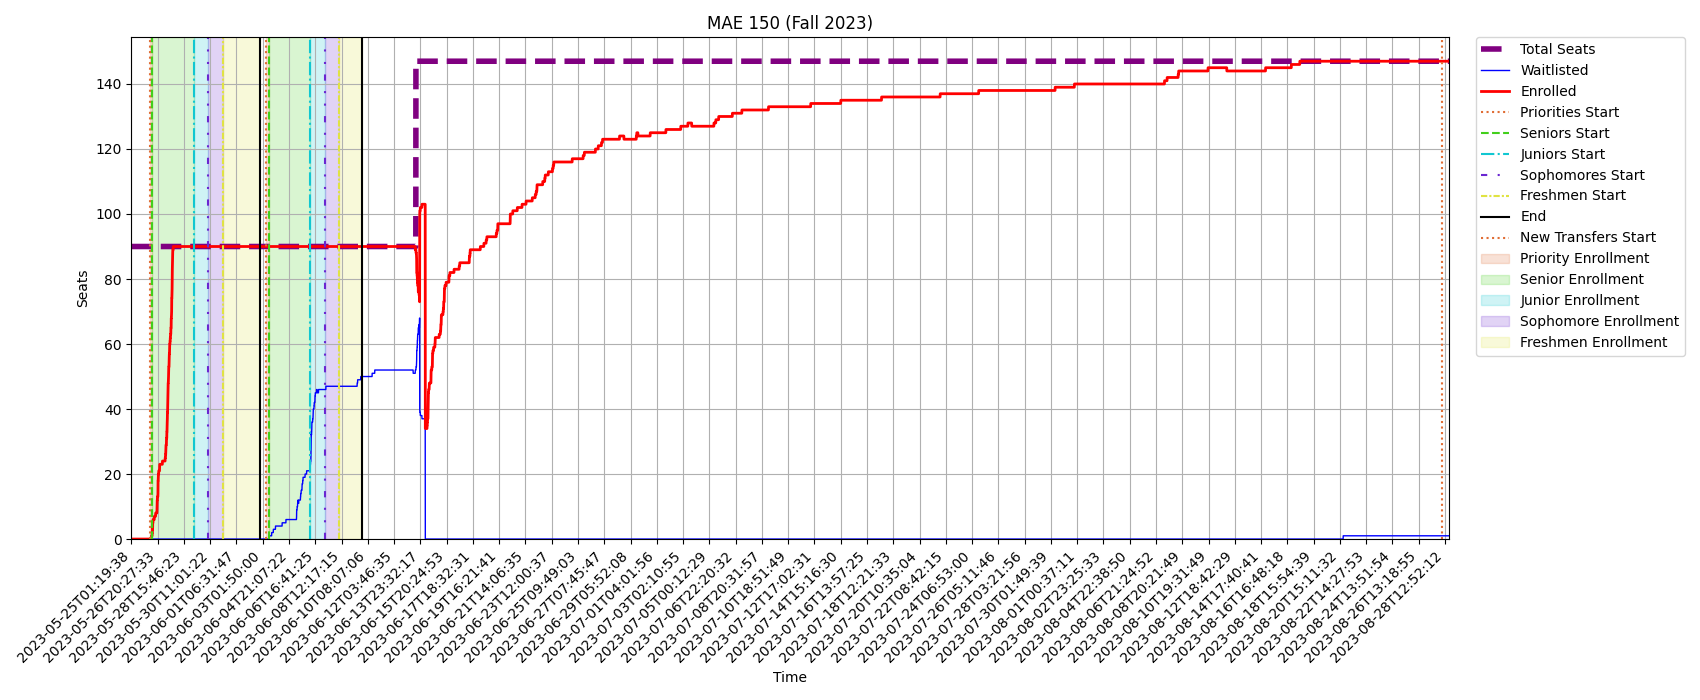 MAE 150 (Fall 2023)
Seats
0
20
40
60
80
100
120
140
2023-05-25T01:19:38
2023-05-26T20:27:33
2023-05-28T15:46:23
2023-05-30T11:01:22
2023-06-01T06:31:47
2023-06-03T01:50:00
2023-06-04T21:07:22
2023-06-06T16:41:25
2023-06-08T12:17:15
2023-06-10T08:07:06
2023-06-12T03:46:35
2023-06-13T23:32:17
2023-06-15T20:24:53
2023-06-17T18:32:31
2023-06-19T16:21:41
2023-06-21T14:06:35
2023-06-23T12:00:37
2023-06-25T09:49:03
2023-06-27T07:45:47
2023-06-29T05:52:08
2023-07-01T04:01:56
2023-07-03T02:10:55
2023-07-05T00:12:29
2023-07-06T22:20:32
2023-07-08T20:31:57
2023-07-10T18:51:49
2023-07-12T17:02:31
2023-07-14T15:16:30
2023-07-16T13:57:25
2023-07-18T12:21:33
2023-07-20T10:35:04
2023-07-22T08:42:15
2023-07-24T06:53:00
2023-07-26T05:11:46
2023-07-28T03:21:56
2023-07-30T01:49:39
2023-08-01T00:37:11
2023-08-02T23:25:33
2023-08-04T22:38:50
2023-08-06T21:24:52
2023-08-08T20:21:49
2023-08-10T19:31:49
2023-08-12T18:42:29
2023-08-14T17:40:41
2023-08-16T16:48:18
2023-08-18T15:54:39
2023-08-20T15:11:32
2023-08-22T14:27:53
2023-08-24T13:51:54
2023-08-26T13:18:55
2023-08-28T12:52:12
Time
Total Seats
Waitlisted
Enrolled
Priorities Start
Seniors Start
Juniors Start
Sophomores Start
Freshmen Start
End
New Transfers Start
Priority Enrollment
Senior Enrollment
Junior Enrollment
Sophomore Enrollment
Freshmen Enrollment